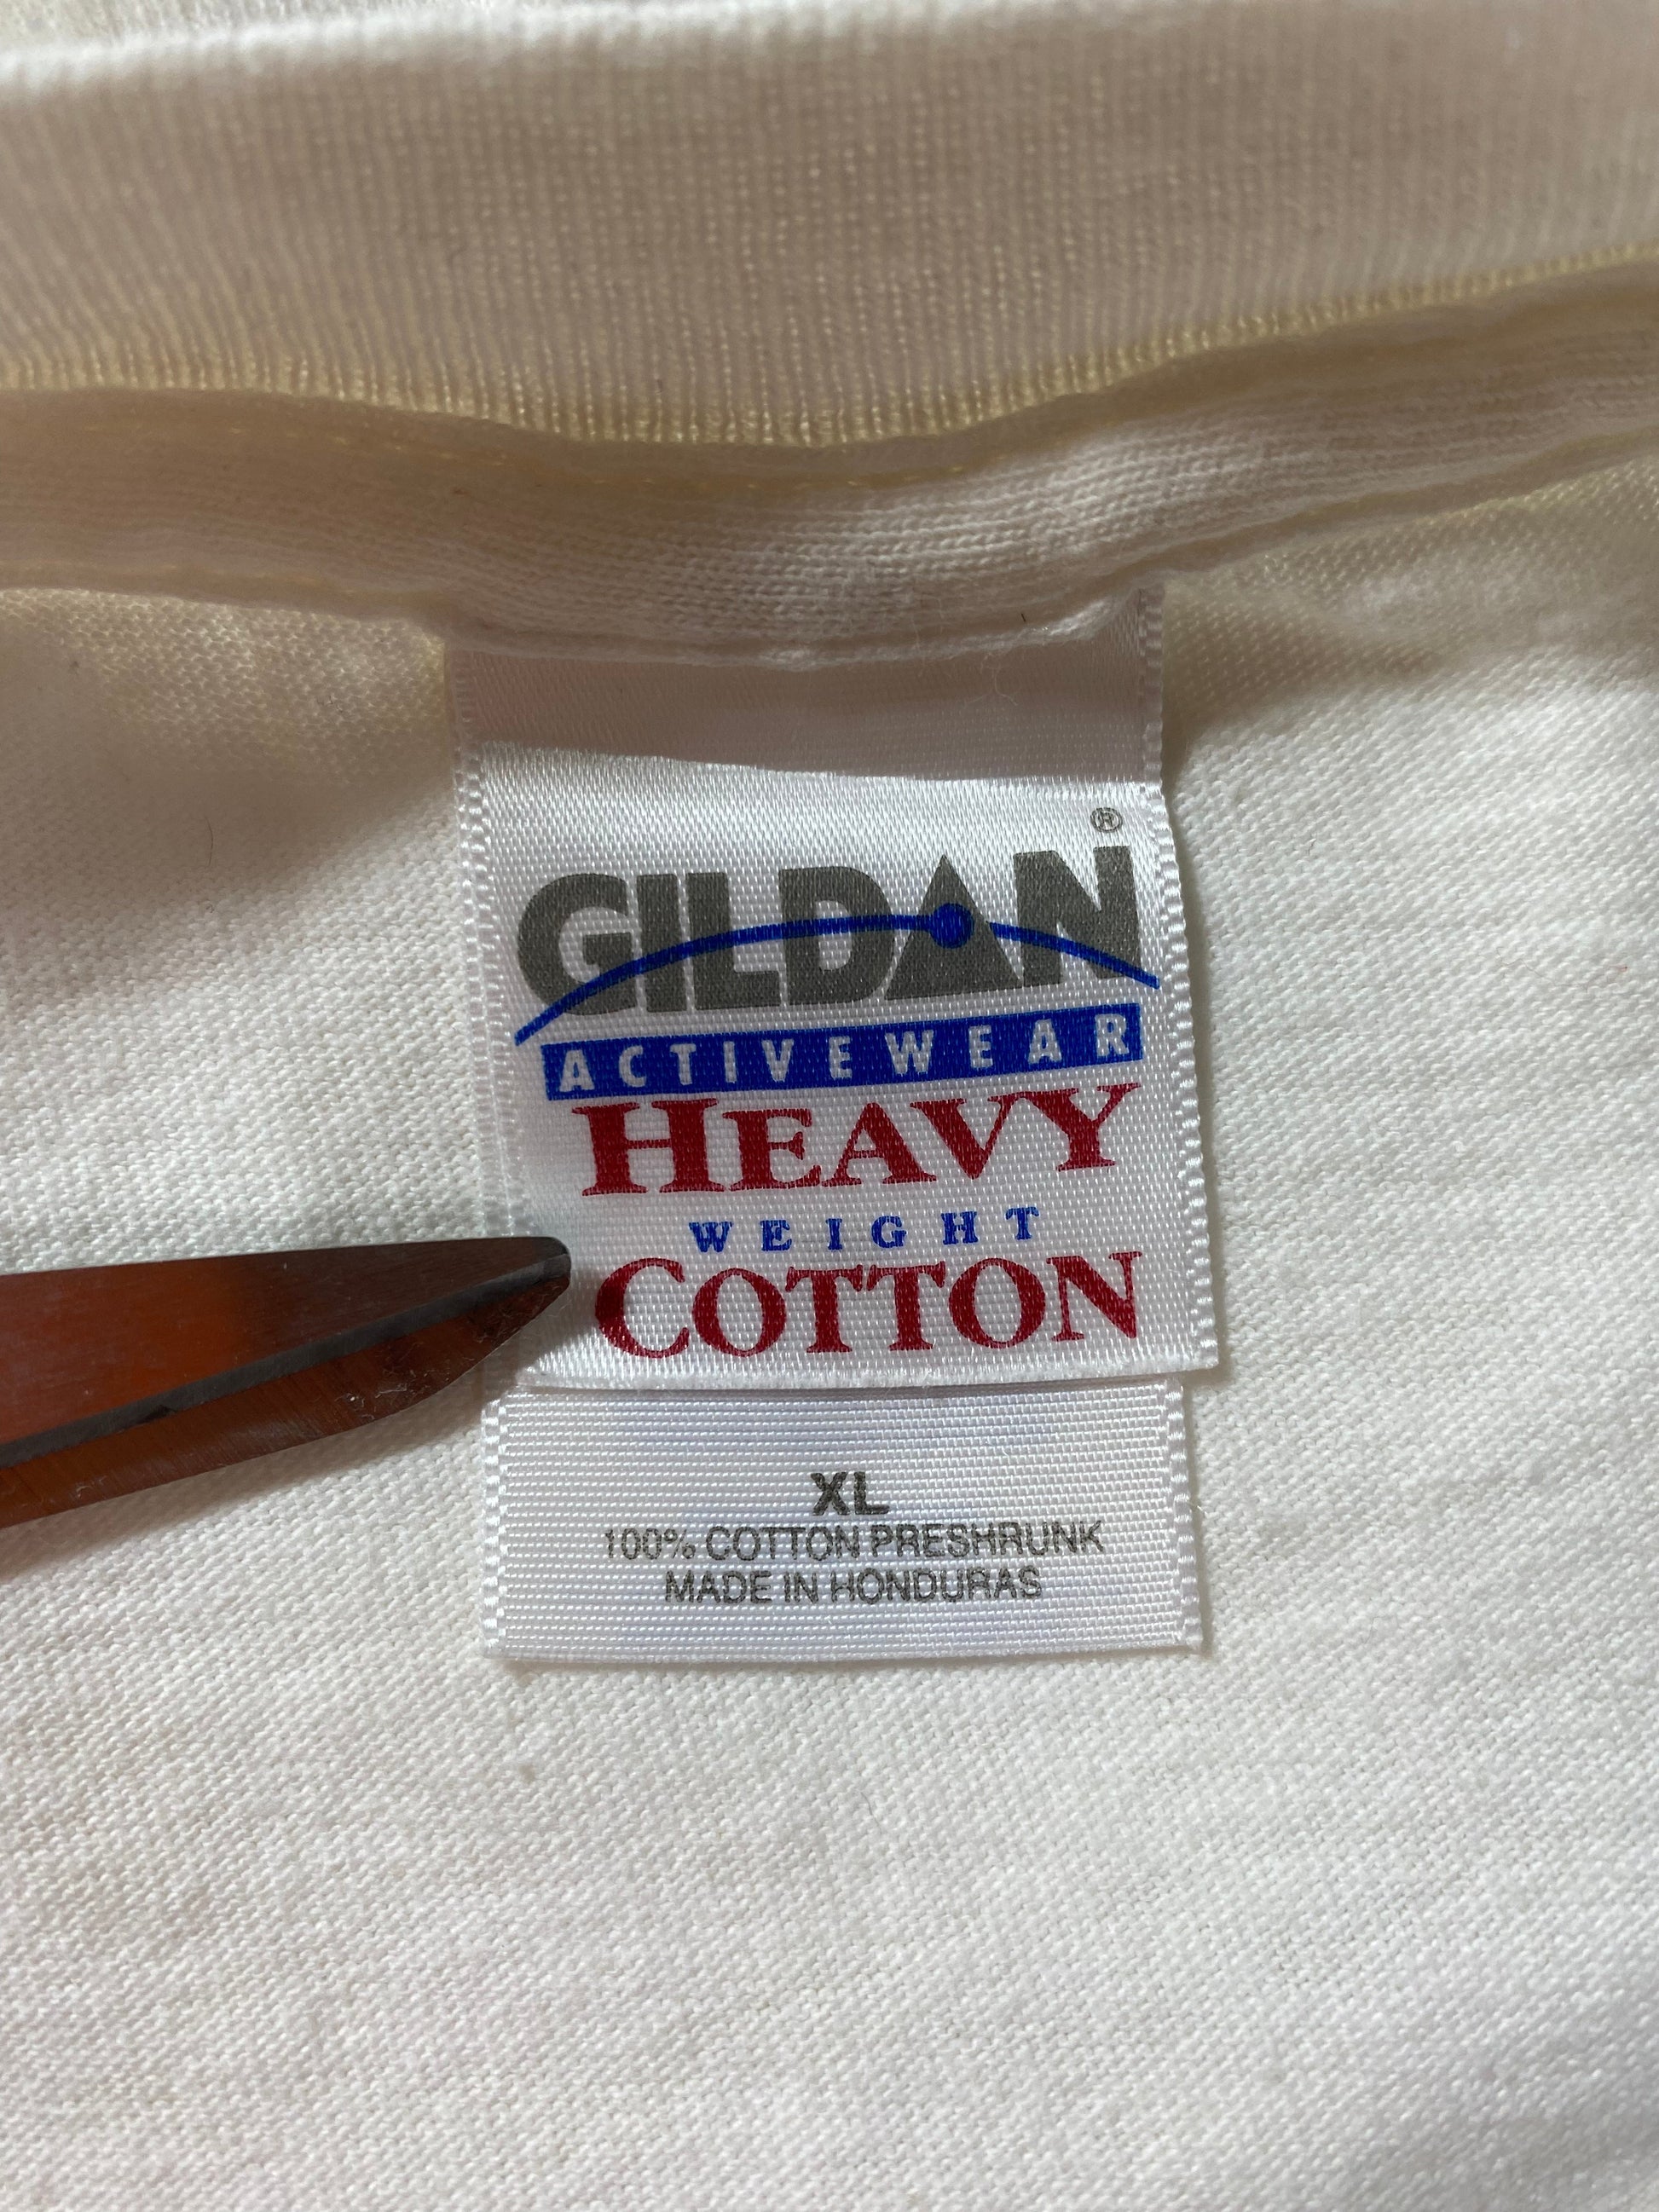 GILDAN®
ACTIVEWEAR
HEAVY
WEIGHT
COTTON
XL
100% COTTON PRESHRUNK
MADE IN HONDURAS